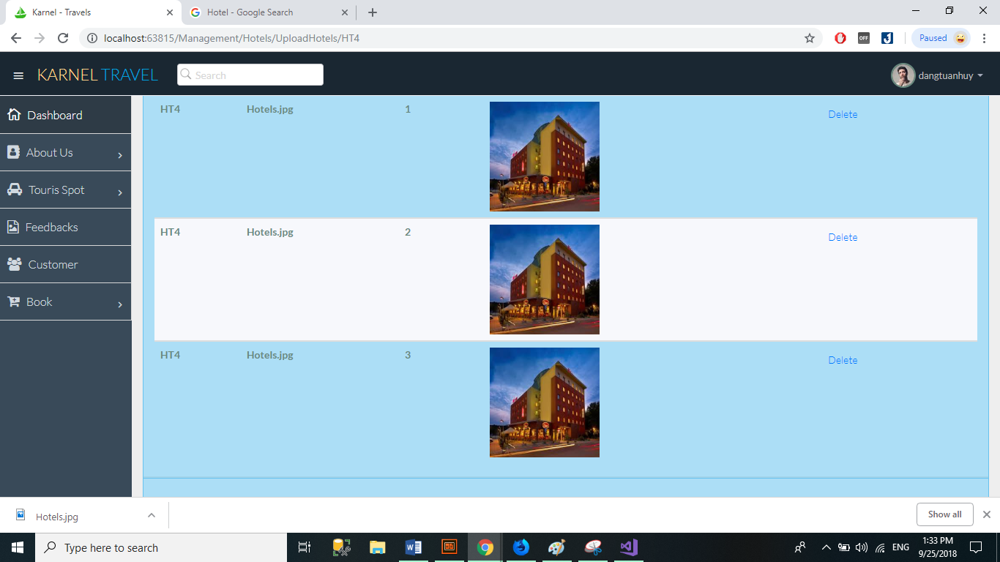 Karnel - Travels
Hotel - Google Search
localhost:63815/Management/Hotels/UploadHotels/HT4
OFF
Paused
KARNEL TRAVEL
Search
dangtuanhuy
Dashboard
About Us
Touris Spot
Feedbacks
Customer
Book
HT4 Hotels.jpg 1 Delete
HT4 Hotels.jpg 2 Delete
HT4 Hotels.jpg 3 Delete
Hotels.jpg
Show all
Type here to search
ENG
1:33 PM
9/25/2018